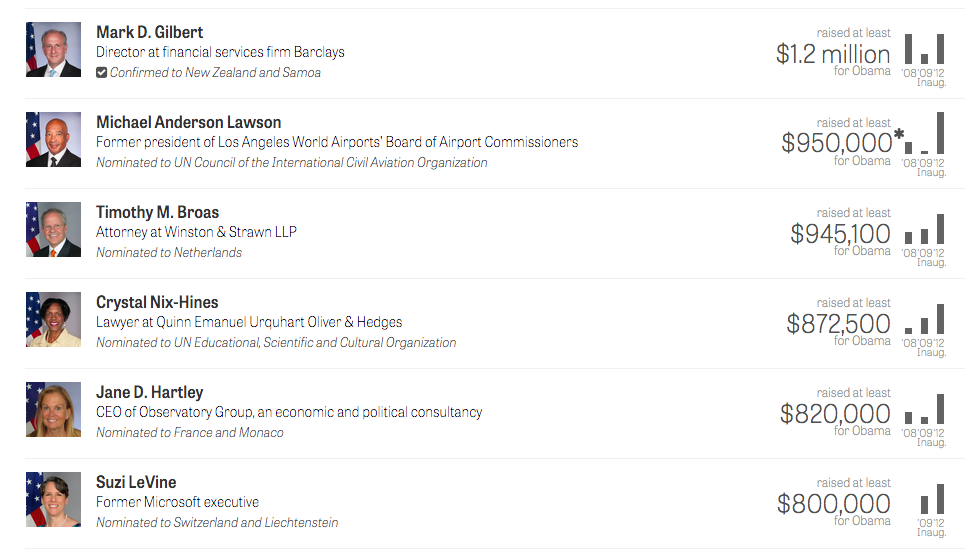 Mark D. Gilbert
Director at financial services firm Barclays
Confirmed to New Zealand and Samoa
raised at least
$1.2 million
for Obama
'08 '09 '12
Inaug.
Michael Anderson Lawson
Former president of Los Angeles World Airports' Board of Airport Commissioners
Nominated to UN Council of the International Civil Aviation Organization
raised at least
$950,000*
for Obama
'08 '09 '12
Inaug.
Timothy M. Broas
Attorney at Winston & Strawn LLP
Nominated to Netherlands
raised at least
$945,100
for Obama
'08 '09 '12
Inaug.
Crystal Nix-Hines
Lawyer at Quinn Emanuel Urquhart Oliver & Hedges
Nominated to UN Educational, Scientific and Cultural Organization
raised at least
$872,500
for Obama
'08 '09 '12
Inaug.
Jane D. Hartley
CEO of Observatory Group, an economic and political consultancy
Nominated to France and Monaco
raised at least
$820,000
for Obama
'08 '09 '12
Inaug.
Suzi LeVine
Former Microsoft executive
Nominated to Switzerland and Liechtenstein
raised at least
$800,000
for Obama
'09 '12
Inaug.